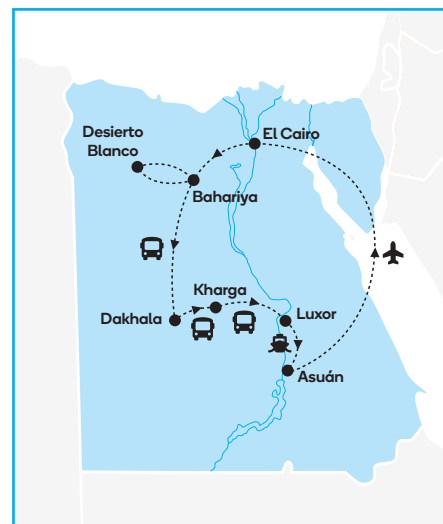 El Cairo
Desierto
Blanco
Bahariya
Kharga
Dakhala
Luxor
Asuán